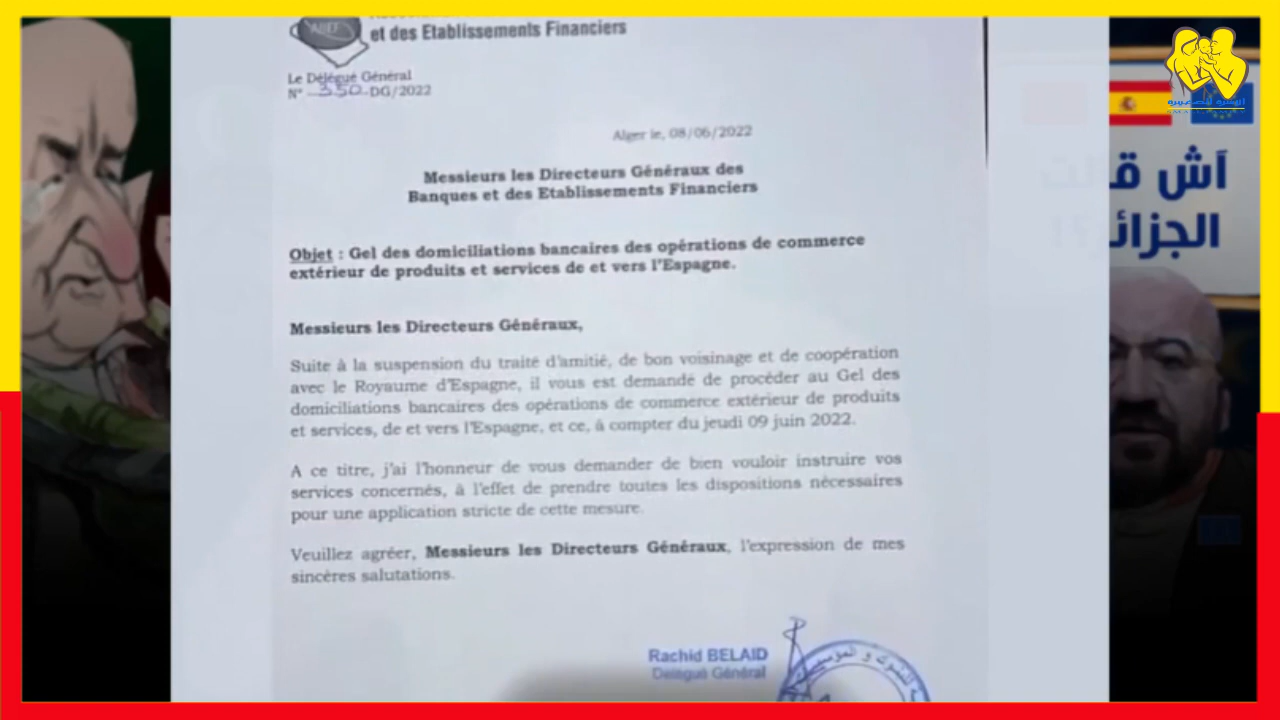 ABEF
et des Etablissements Financiers
Le Délégué Général
N° 350 DG/2022
Alger le, 08/06/2022
Messieurs les Directeurs Généraux des
Banques et des Etablissements Financiers
Objet : Gel des domiciliations bancaires des opérations de commerce
extérieur de produits et services de et vers l'Espagne.
Messieurs les Directeurs Généraux,
Suite à la suspension du traité d'amitié, de bon voisinage et de coopération
avec le Royaume d'Espagne, il vous est demandé de procéder au Gel des
domiciliations bancaires des opérations de commerce extérieur de produits
et services, de et vers l'Espagne, et ce, à compter du jeudi 09 juin 2022.
A ce titre, j'ai l'honneur de vous demander de bien vouloir instruire vos
services concernés, à l'effet de prendre toutes les dispositions nécessaires
pour une application stricte de cette mesure.
Veuillez agréer, Messieurs les Directeurs Généraux, l'expression de mes
sincères salutations.
Rachid BELAID
Délégué Général
آش قالت
الجزائر؟!